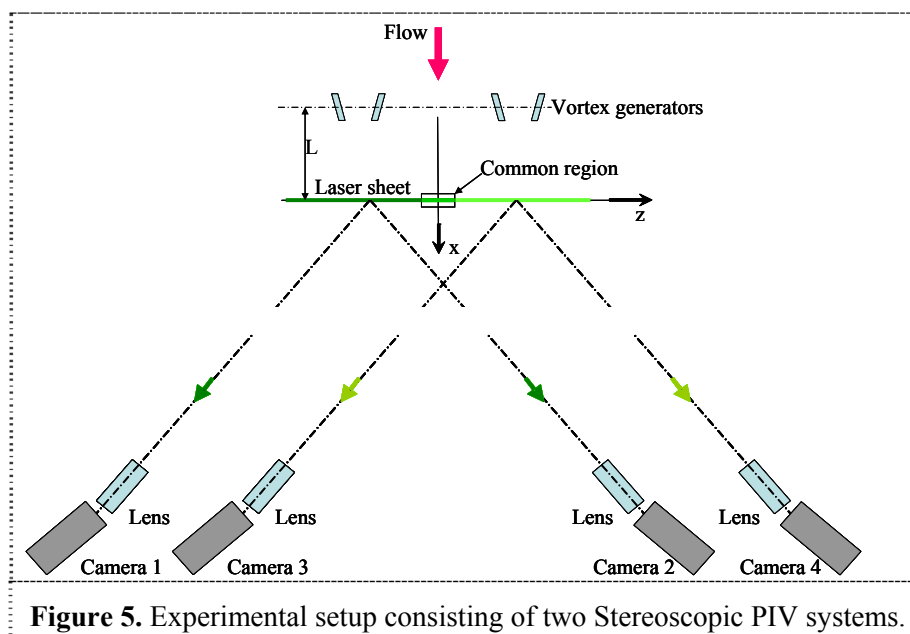 Flow
Vortex generators
L
Common region
Laser sheet
z
x
Lens
Lens
Lens
Lens
Camera 1
Camera 3
Camera 2
Camera 4
Figure 5. Experimental setup consisting of two Stereoscopic PIV systems.